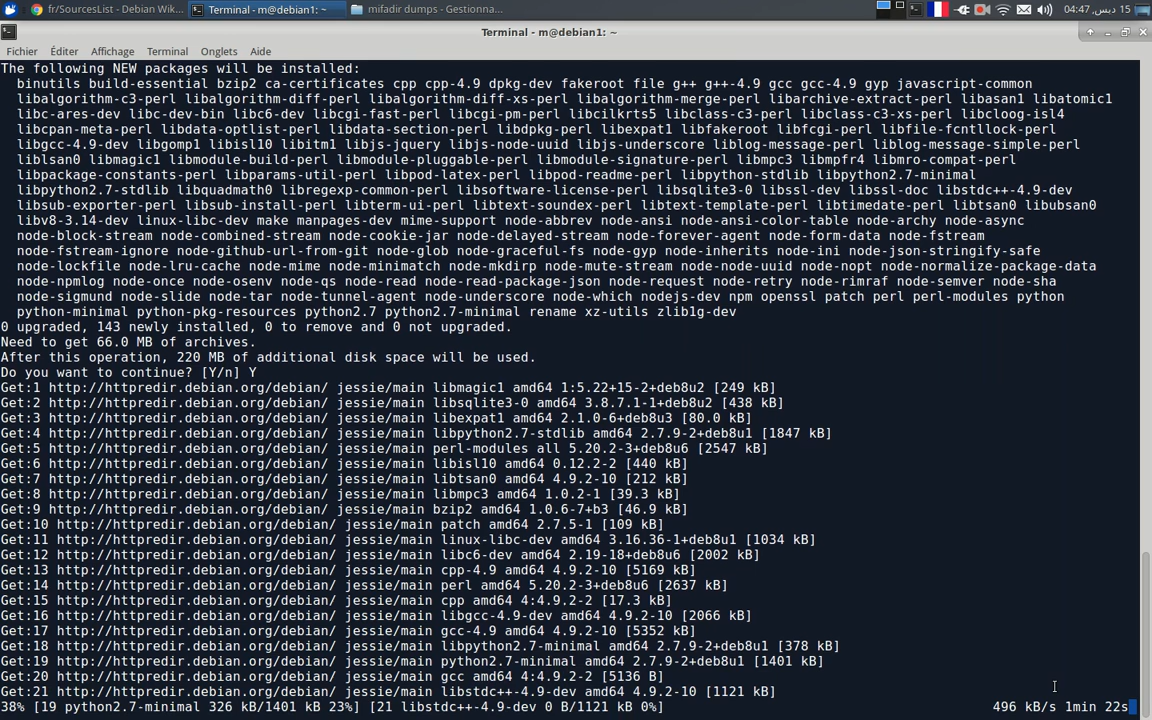 fr/SourcesList - Debian Wik...
Terminal - m@debian1: ~
mifadir dumps - Gestionna...
15 ديس, 04:47
Terminal - m@debian1: ~
Fichier Éditer Affichage Terminal Onglets Aide
The following NEW packages will be installed:
binutils build-essential bzip2 ca-certificates cpp cpp-4.9 dpkg-dev fakeroot file g++ g++-4.9 gcc gcc-4.9 gyp javascript-common
libalgorithm-c3-perl libalgorithm-diff-perl libalgorithm-diff-xs-perl libalgorithm-merge-perl libarchive-extract-perl libasan1 libatomic1
libc-ares-dev libc-dev-bin libc6-dev libcgi-fast-perl libcgi-pm-perl libcilkrts5 libclass-c3-perl libclass-c3-xs-perl libcloog-isl4
libcpan-meta-perl libdata-optlist-perl libdata-section-perl libdpkg-perl libexpat1 libfakeroot libfcgi-perl libfile-fcntllock-perl
libgcc-4.9-dev libgomp1 libisl10 libitm1 libjs-jquery libjs-node-uuid libjs-underscore liblog-message-perl liblog-message-simple-perl
liblsan0 libmagic1 libmodule-build-perl libmodule-pluggable-perl libmodule-signature-perl libmpc3 libmpfr4 libmro-compat-perl
libpackage-constants-perl libparams-util-perl libpod-latex-perl libpod-readme-perl libpython-stdlib libpython2.7-minimal
libpython2.7-stdlib libquadmath0 libregexp-common-perl libsoftware-license-perl libsqlite3-0 libssl-dev libssl-doc libstdc++-4.9-dev
libsub-exporter-perl libsub-install-perl libterm-ui-perl libtext-soundex-perl libtext-template-perl libtimedate-perl libtsan0 libubsan0
libv8-3.14-dev linux-libc-dev make manpages-dev mime-support node-abbrev node-ansi node-ansi-color-table node-archy node-async
node-block-stream node-combined-stream node-cookie-jar node-delayed-stream node-forever-agent node-form-data node-fstream
node-fstream-ignore node-github-url-from-git node-glob node-graceful-fs node-gyp node-inherits node-ini node-json-stringify-safe
node-lockfile node-lru-cache node-mime node-minimatch node-mkdirp node-mute-stream node-node-uuid node-nopt node-normalize-package-data
node-npmlog node-once node-osenv node-qs node-read node-read-package-json node-request node-retry node-rimraf node-semver node-sha
node-sigmund node-slide node-tar node-tunnel-agent node-underscore node-which nodejs-dev npm openssl patch perl perl-modules python
python-minimal python-pkg-resources python2.7 python2.7-minimal rename xz-utils zlib1g-dev
0 upgraded, 143 newly installed, 0 to remove and 0 not upgraded.
Need to get 66.0 MB of archives.
After this operation, 220 MB of additional disk space will be used.
Do you want to continue? [Y/n] Y
Get:1 http://httpredir.debian.org/debian/ jessie/main libmagic1 amd64 1:5.22+15-2+deb8u2 [249 kB]
Get:2 http://httpredir.debian.org/debian/ jessie/main libsqlite3-0 amd64 3.8.7.1-1+deb8u2 [438 kB]
Get:3 http://httpredir.debian.org/debian/ jessie/main libexpat1 amd64 2.1.0-6+deb8u3 [80.0 kB]
Get:4 http://httpredir.debian.org/debian/ jessie/main libpython2.7-stdlib amd64 2.7.9-2+deb8u1 [1847 kB]
Get:5 http://httpredir.debian.org/debian/ jessie/main perl-modules all 5.20.2-3+deb8u6 [2547 kB]
Get:6 http://httpredir.debian.org/debian/ jessie/main libisl10 amd64 0.12.2-2 [440 kB]
Get:7 http://httpredir.debian.org/debian/ jessie/main libtsan0 amd64 4.9.2-10 [212 kB]
Get:8 http://httpredir.debian.org/debian/ jessie/main libmpc3 amd64 1.0.2-1 [39.3 kB]
Get:9 http://httpredir.debian.org/debian/ jessie/main bzip2 amd64 1.0.6-7+b3 [46.9 kB]
Get:10 http://httpredir.debian.org/debian/ jessie/main patch amd64 2.7.5-1 [109 kB]
Get:11 http://httpredir.debian.org/debian/ jessie/main linux-libc-dev amd64 3.16.36-1+deb8u1 [1034 kB]
Get:12 http://httpredir.debian.org/debian/ jessie/main libc6-dev amd64 2.19-18+deb8u6 [2002 kB]
Get:13 http://httpredir.debian.org/debian/ jessie/main cpp-4.9 amd64 4.9.2-10 [5169 kB]
Get:14 http://httpredir.debian.org/debian/ jessie/main perl amd64 5.20.2-3+deb8u6 [2637 kB]
Get:15 http://httpredir.debian.org/debian/ jessie/main cpp amd64 4:4.9.2-2 [17.3 kB]
Get:16 http://httpredir.debian.org/debian/ jessie/main libgcc-4.9-dev amd64 4.9.2-10 [2066 kB]
Get:17 http://httpredir.debian.org/debian/ jessie/main gcc-4.9 amd64 4.9.2-10 [5352 kB]
Get:18 http://httpredir.debian.org/debian/ jessie/main libpython2.7-minimal amd64 2.7.9-2+deb8u1 [378 kB]
Get:19 http://httpredir.debian.org/debian/ jessie/main python2.7-minimal amd64 2.7.9-2+deb8u1 [1401 kB]
Get:20 http://httpredir.debian.org/debian/ jessie/main gcc amd64 4:4.9.2-2 [5136 B]
Get:21 http://httpredir.debian.org/debian/ jessie/main libstdc++-4.9-dev amd64 4.9.2-10 [1121 kB]
38% [19 python2.7-minimal 326 kB/1401 kB 23%] [21 libstdc++-4.9-dev 0 B/1121 kB 0%] 496 kB/s 1min 22s